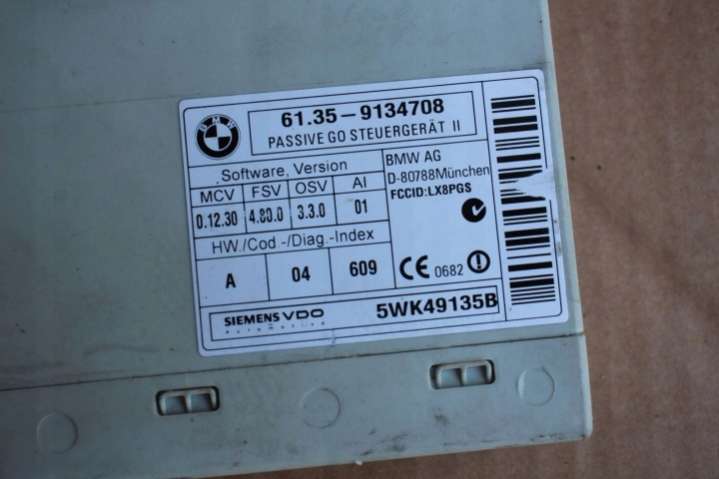 BMW
61.35-9134708
PASSIVE GO STEUERGERÄT II
Software, Version
MCV FSV OSV AI
0.12.30 4.80.0 3.3.0 01
HW./Cod -/Diag.-Index
A 04 609
BMW AG
D-80788München
FCCID:LX8PGS
CE 0682
SIEMENS VDO
Automotive
5WK49135B